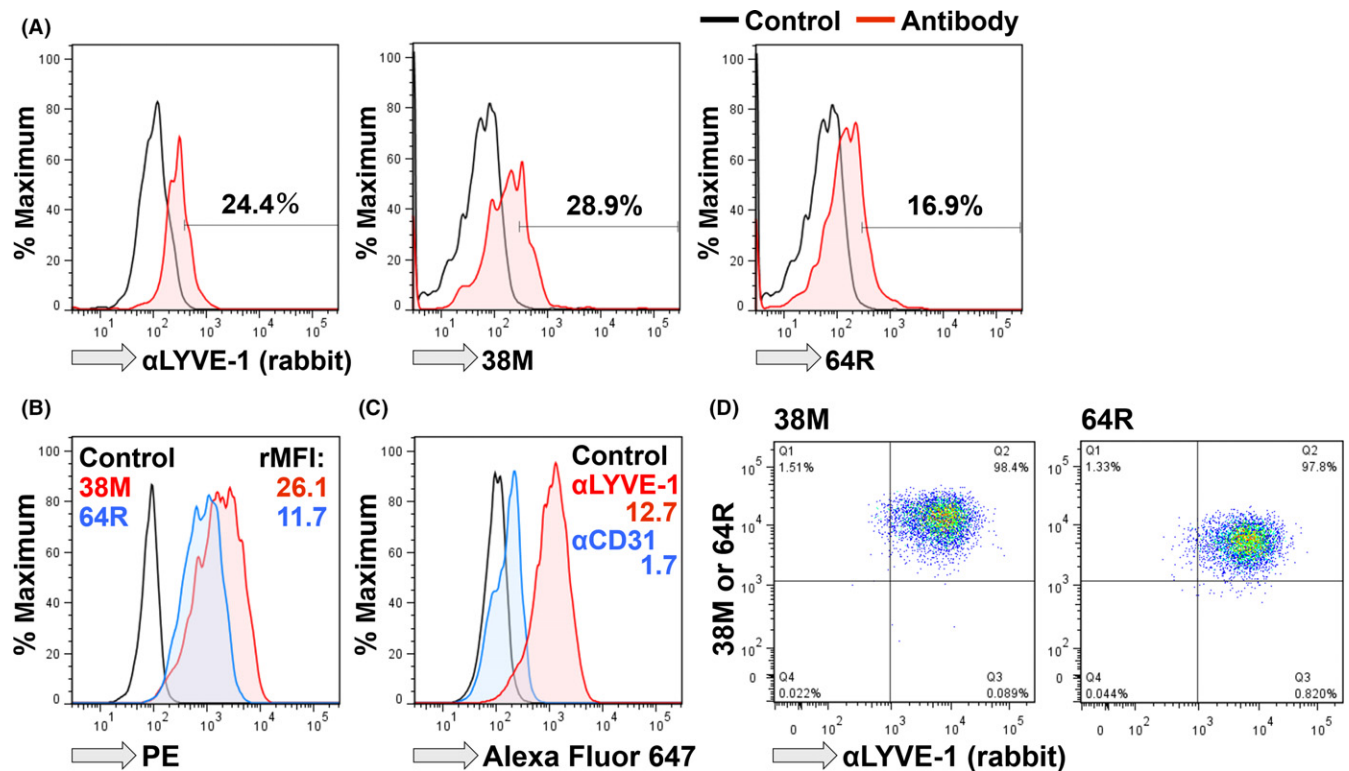 (A)
Control Antibody
% Maximum
100
80
60
40
20
0
24.4%
10¹ 10² 10³ 10⁴ 10⁵
αLYVE-1 (rabbit)
% Maximum
100
80
60
40
20
0
28.9%
10¹ 10² 10³ 10⁴ 10⁵
38M
% Maximum
100
80
60
40
20
0
16.9%
10¹ 10² 10³ 10⁴ 10⁵
64R
(B)
% Maximum
100
80
60
40
20
0
Control rMFI:
38M 26.1
64R 11.7
10¹ 10² 10³ 10⁴ 10⁵
PE
(C)
% Maximum
100
80
60
40
20
0
Control
αLYVE-1
12.7
αCD31
1.7
10¹ 10² 10³ 10⁴ 10⁵
Alexa Fluor 647
(D)
38M
38M or 64R
10⁵
10⁴
10³
10²
0
Q1
1.51%
Q2
98.4%
Q4
0.022%
Q3
0.089%
0 10³ 10⁴ 10⁵
64R
10⁵
10⁴
10³
10²
0
Q1
1.33%
Q2
97.8%
Q4
0.044%
Q3
0.820%
0 10³ 10⁴ 10⁵
αLYVE-1 (rabbit)